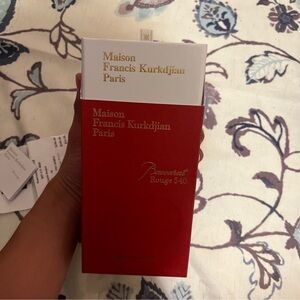 Maison
Francis Kurkdjian
Paris
Maison
Francis Kurkdjian
Paris
Baccarat
Rouge 540